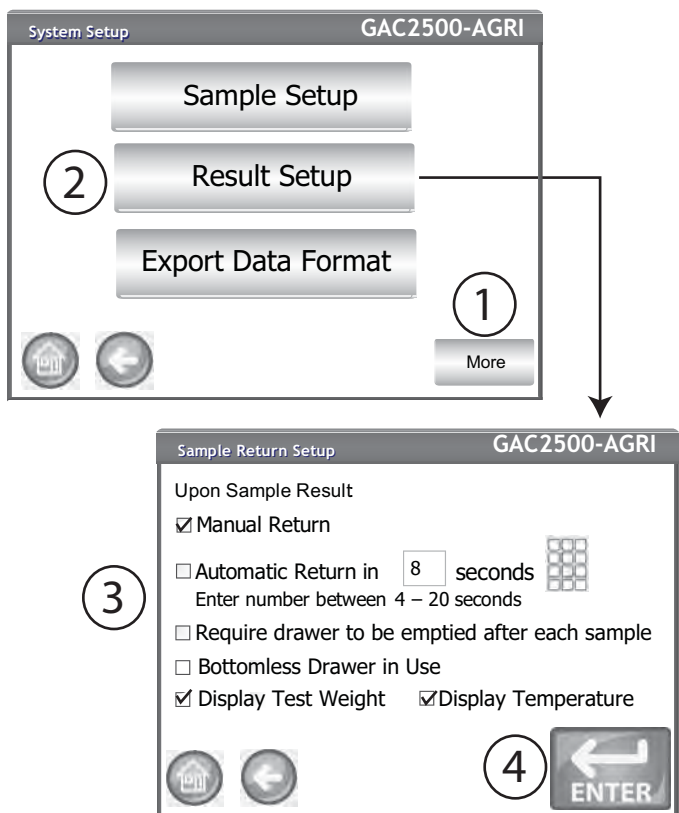 System Setup GAC2500-AGRI
Sample Setup
2 Result Setup
Export Data Format
1
More
Sample Return Setup GAC2500-AGRI
Upon Sample Result
Manual Return
3
Automatic Return in 8 seconds
Enter number between 4 – 20 seconds
Require drawer to be emptied after each sample
Bottomless Drawer in Use
Display Test Weight Display Temperature
4
ENTER